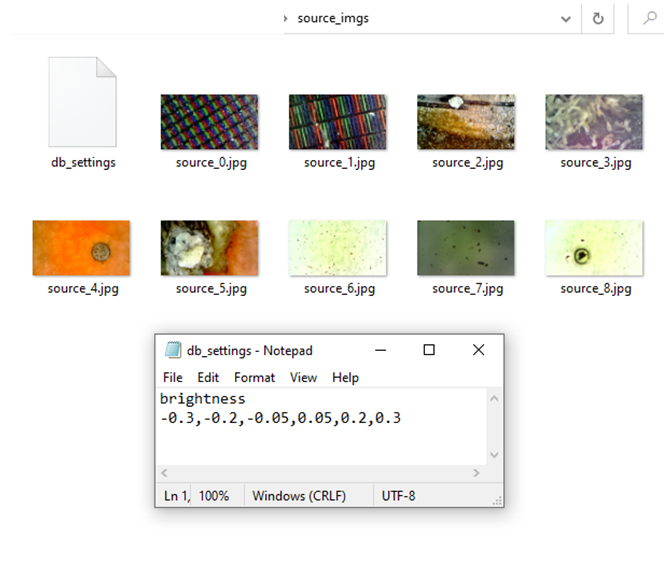 source_imgs
db_settings
source_0.jpg
source_1.jpg
source_2.jpg
source_3.jpg
source_4.jpg
source_5.jpg
source_6.jpg
source_7.jpg
source_8.jpg
db_settings - Notepad
File Edit Format View Help
brightness
-0.3,-0.2,-0.05,0.05,0.2,0.3
Ln 1, 100% Windows (CRLF) UTF-8